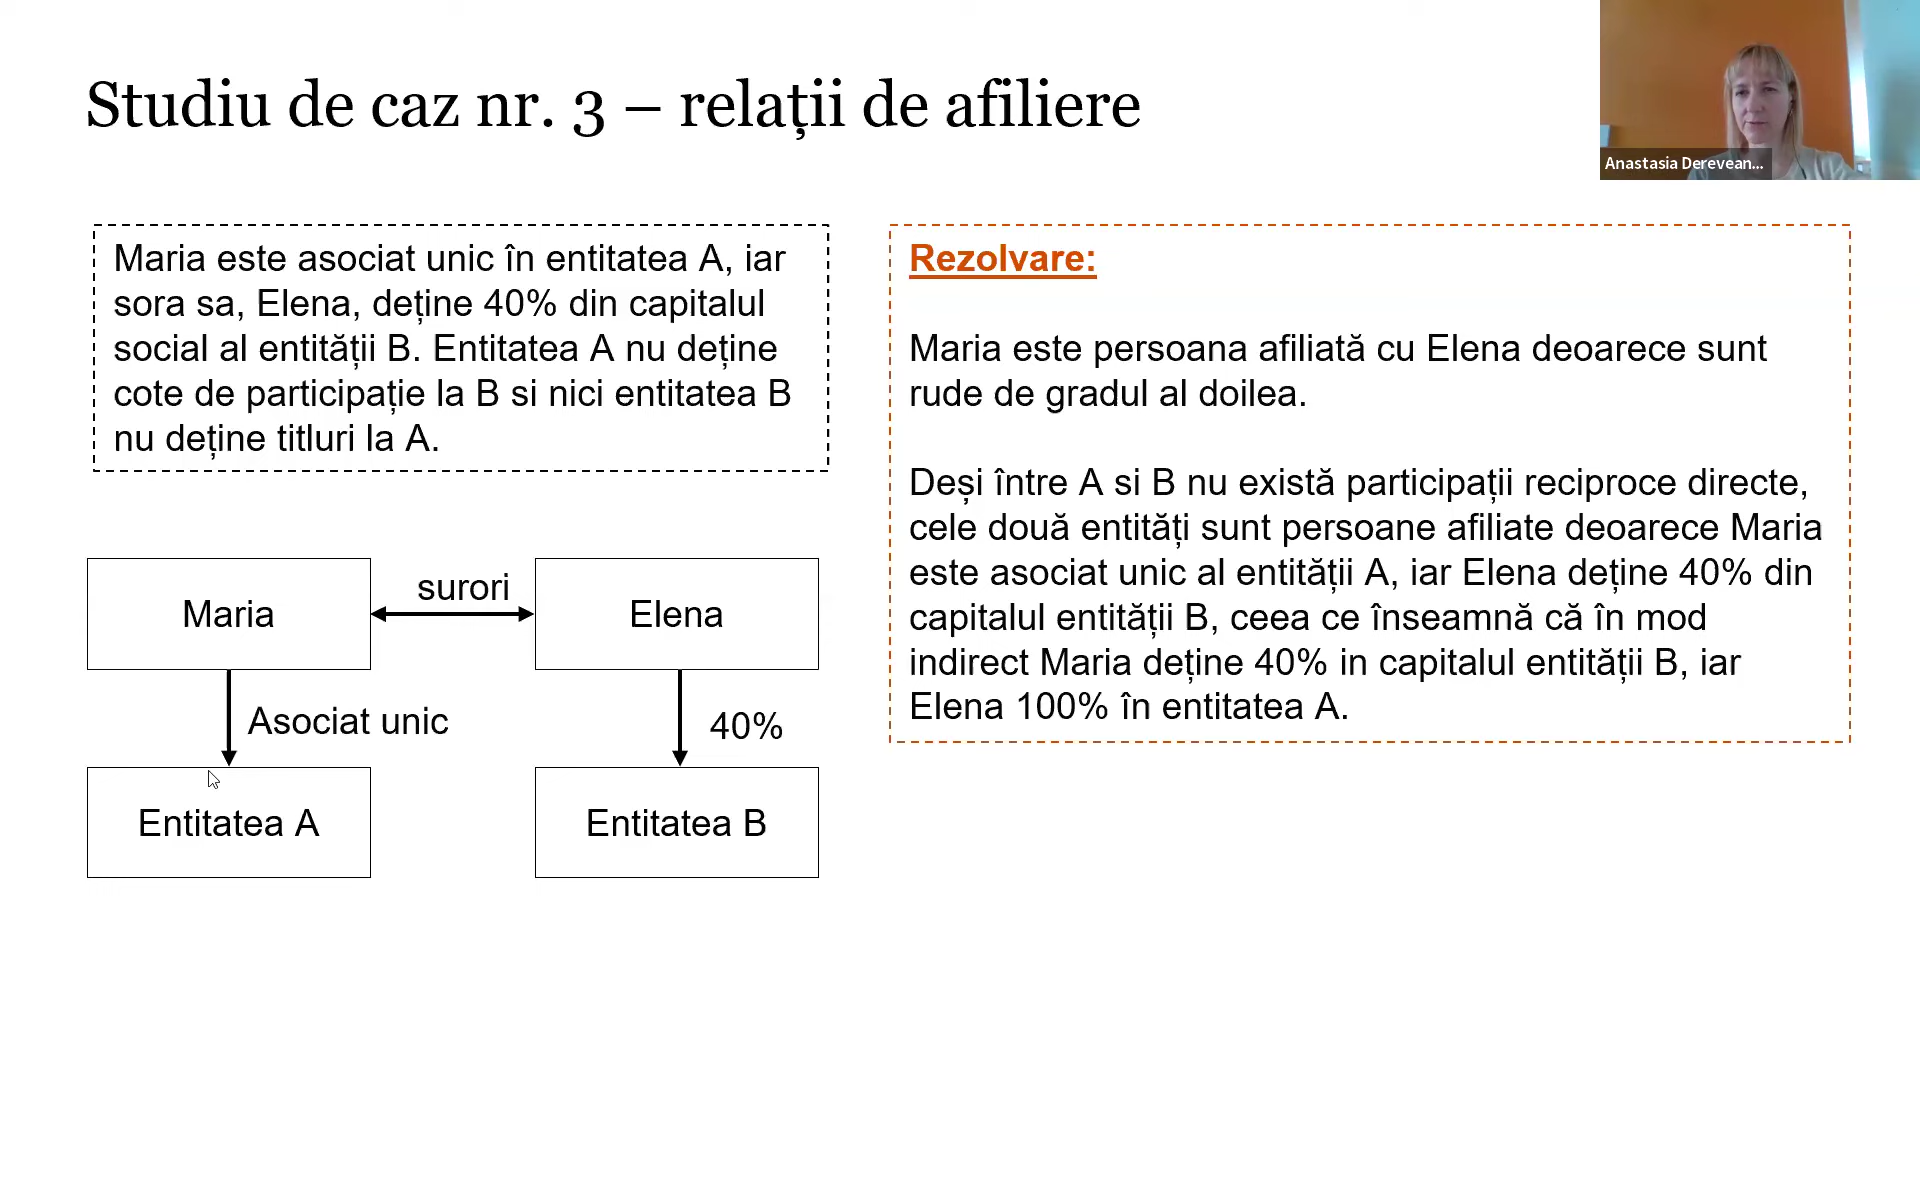 Studiu de caz nr. 3 – relații de afiliere
Anastasia Derevean...
Maria este asociat unic în entitatea A, iar
sora sa, Elena, deține 40% din capitalul
social al entității B. Entitatea A nu deține
cote de participație la B si nici entitatea B
nu deține titluri la A.
Rezolvare:
Maria este persoana afiliată cu Elena deoarece sunt
rude de gradul al doilea.
Deși între A si B nu există participații reciproce directe,
cele două entități sunt persoane afiliate deoarece Maria
este asociat unic al entității A, iar Elena deține 40% din
capitalul entității B, ceea ce înseamnă că în mod
indirect Maria deține 40% in capitalul entității B, iar
Elena 100% în entitatea A.
Maria
surori
Elena
Asociat unic
40%
Entitatea A
Entitatea B